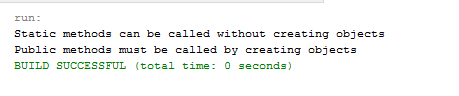 run:
Static methods can be called without creating objects
Public methods must be called by creating objects
BUILD SUCCESSFUL (total time: 0 seconds)